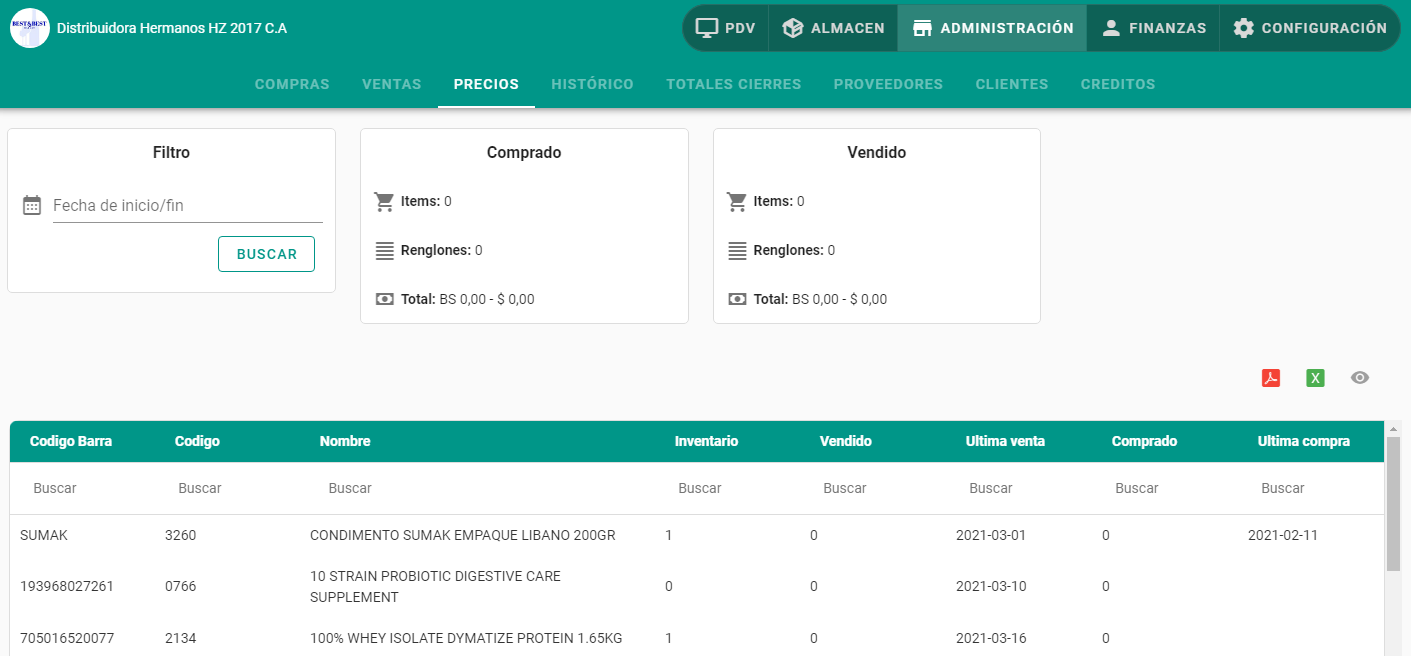 BEST&BEST
Distribuidora Hermanos HZ 2017 C.A
PDV ALMACEN ADMINISTRACIÓN FINANZAS CONFIGURACIÓN
COMPRAS VENTAS PRECIOS HISTÓRICO TOTALES CIERRES PROVEEDORES CLIENTES CREDITOS
Filtro
Fecha de inicio/fin
BUSCAR
Comprado
Items: 0
Renglones: 0
Total: BS 0,00 - $ 0,00
Vendido
Items: 0
Renglones: 0
Total: BS 0,00 - $ 0,00
X
Codigo Barra Codigo Nombre Inventario Vendido Ultima venta Comprado Ultima compra
Buscar Buscar Buscar Buscar Buscar Buscar Buscar Buscar
SUMAK 3260 CONDIMENTO SUMAK EMPAQUE LIBANO 200GR 1 0 2021-03-01 0 2021-02-11
193968027261 0766 10 STRAIN PROBIOTIC DIGESTIVE CARE
SUPPLEMENT 0 0 2021-03-10 0
705016520077 2134 100% WHEY ISOLATE DYMATIZE PROTEIN 1.65KG 1 0 2021-03-16 0